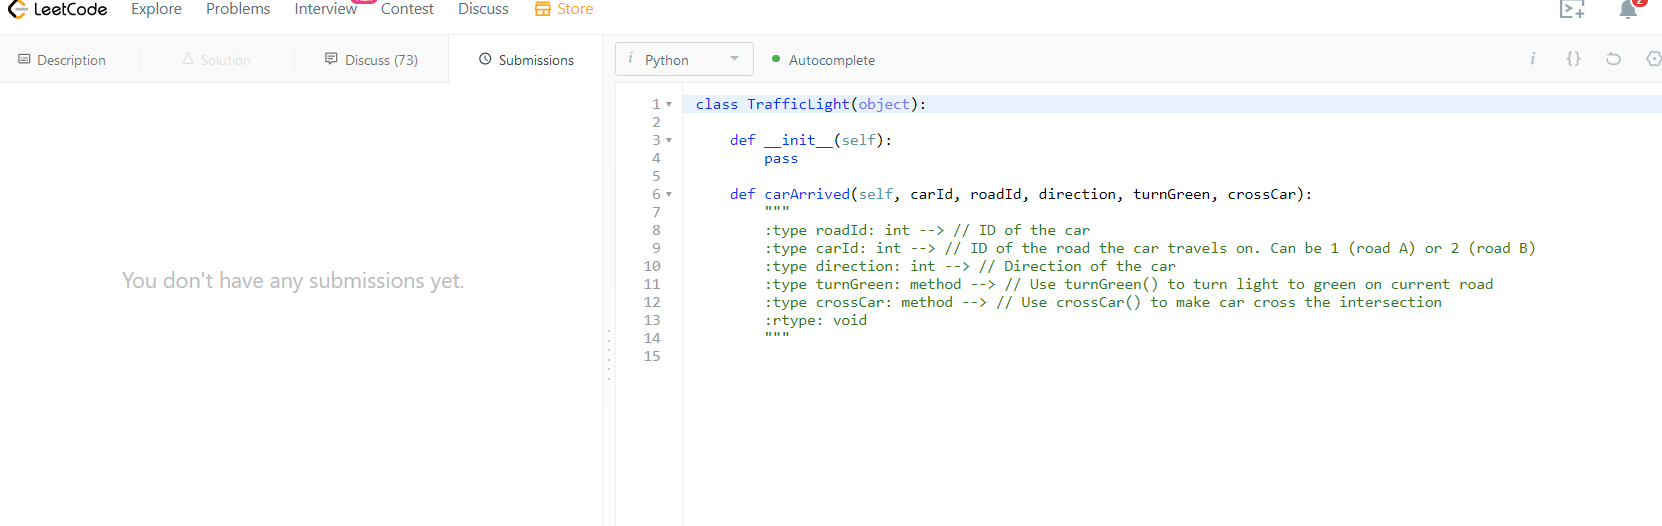 LeetCode Explore Problems Interview Contest Discuss Store 2
Description Solution Discuss (73) Submissions
i Python Autocomplete i {}
You don't have any submissions yet.
1 class TrafficLight(object):
2
3 def __init__(self):
4 pass
5
6 def carArrived(self, carId, roadId, direction, turnGreen, crossCar):
7 """
8 :type roadId: int --> // ID of the car
9 :type carId: int --> // ID of the road the car travels on. Can be 1 (road A) or 2 (road B)
10 :type direction: int --> // Direction of the car
11 :type turnGreen: method --> // Use turnGreen() to turn light to green on current road
12 :type crossCar: method --> // Use crossCar() to make car cross the intersection
13 :rtype: void
14 """
15